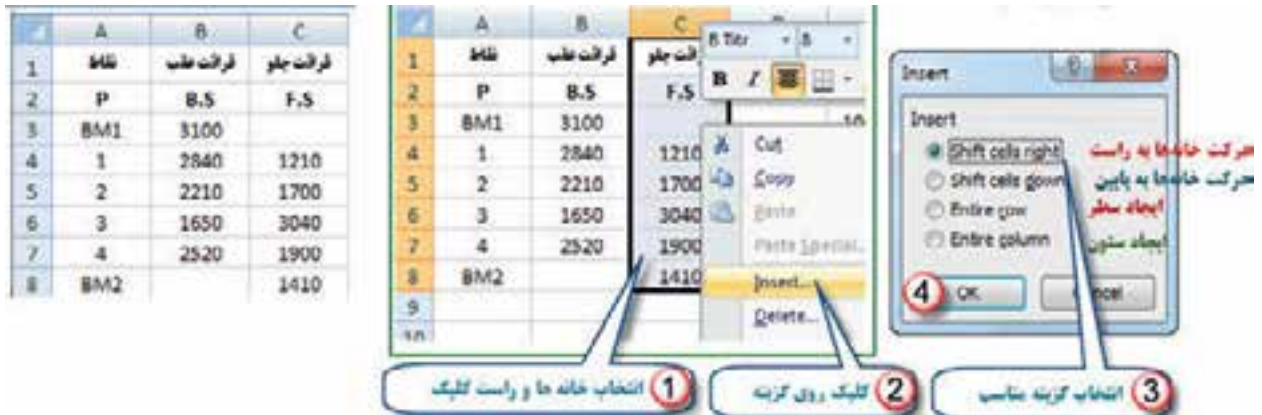 A B C
1 نقاط قرائت عقب قرائت جلو
2 P B.S F.S
3 BM1 3100
4 1 2840 1210
5 2 2210 1700
6 3 1650 3040
7 4 2520 1900
8 BM2 1410
A B C
1 نقاط قرائت عقب
2 P B.S F.S
3 BM1 3100
4 1 2840 1210
5 2 2210 1700
6 3 1650 3040
7 4 2520 1900
8 BM2 1410
9
10
B Titr 8
B I
Cut
Copy
Paste
Paste Special...
Insert...
Delete...
1 انتخاب خانه ها و راست کلیک
2 کلیک روی گزینه
Insert
Insert
Shift cells right حرکت خانه‌ها به راست
Shift cells down حرکت خانه‌ها به پایین
Entire row ایجاد سطر
Entire column ایجاد ستون
4 OK Cancel
3 انتخاب گزینه مناسب